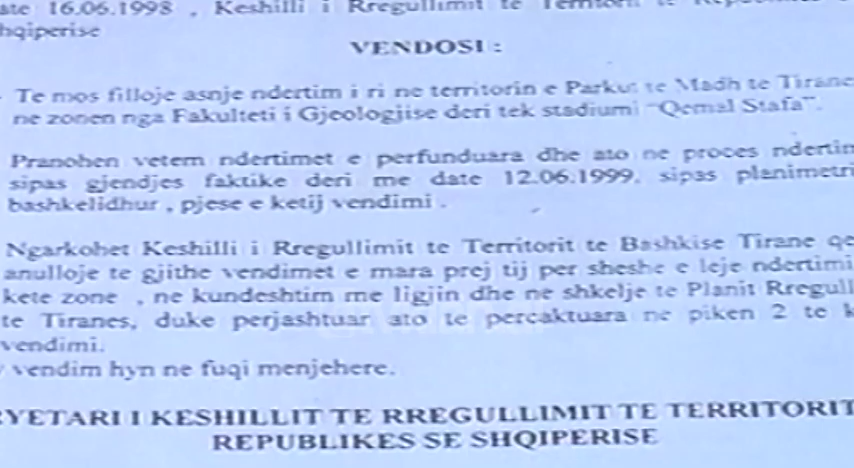 ate 16.06.1998 , Keshilli i Rregullimit te Territorit te
hqiperise
VENDOSI :
Te mos filloje asnje ndertim i ri ne territorin e Parkut te Madh te Tiranes
ne zonen nga Fakulteti i Gjeologjise deri tek stadiumi "Qemal Stafa".
Pranohen vetem ndertimet e perfunduara dhe ato ne proces ndertim
sipas gjendjes faktike deri me date 12.06.1999, sipas planimetri
bashkelidhur , pjese e ketij vendimi .
Ngarkohet Keshilli i Rregullimit te Territorit te Bashkise Tirane qe
anulloje te gjithe vendimet e mara prej tij per sheshe e leje ndertimi
kete zone , ne kundeshtim me ligjin dhe ne shkelje te Planit Rregull
te Tiranes, duke perjashtuar ato te percaktuara ne piken 2 te k
vendimi.
vendim hyn ne fuqi menjehere.
RYETARI I KESHILLIT TE RREGULLIMIT TE TERRITORIT
REPUBLIKES SE SHQIPERISE